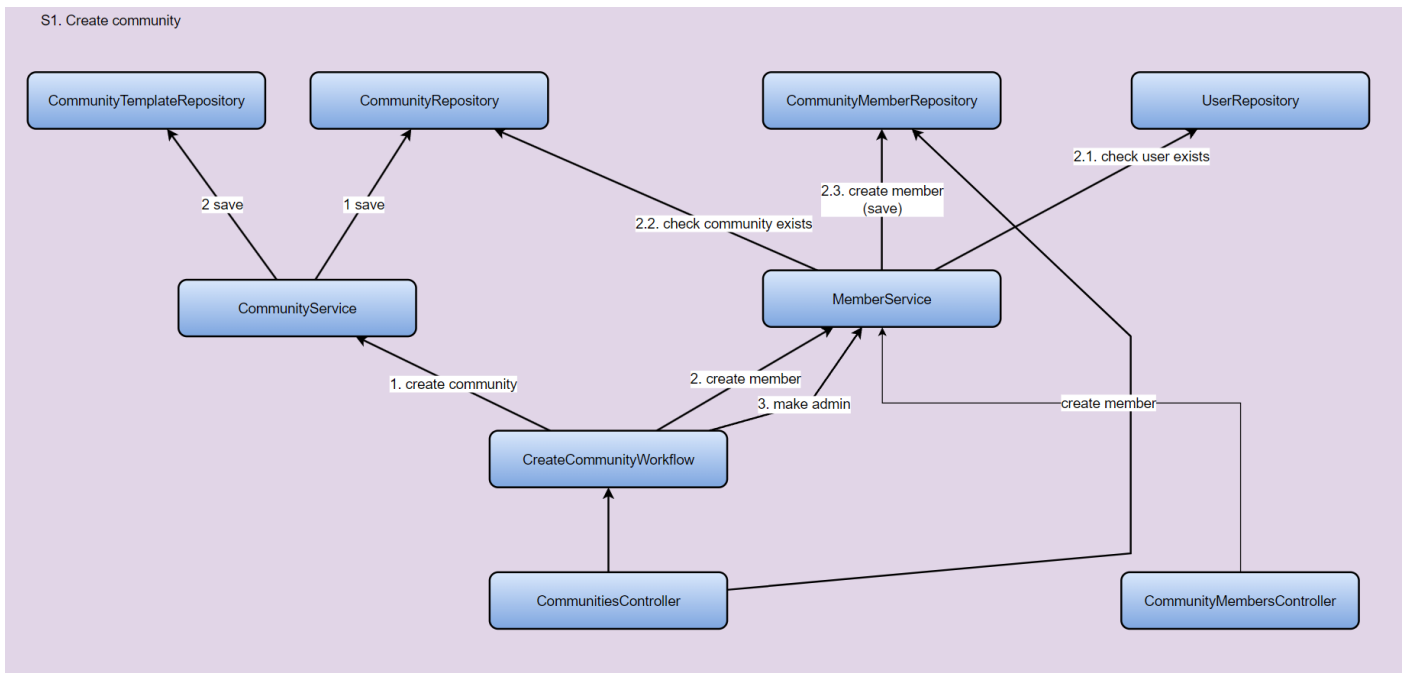 S1. Create community
CommunityTemplateRepository
CommunityRepository
CommunityMemberRepository
UserRepository
2.1. check user exists
2 save
1 save
2.3. create member
(save)
2.2. check community exists
CommunityService
MemberService
1. create community
2. create member
3. make admin
create member
CreateCommunityWorkflow
CommunitiesController
CommunityMembersController